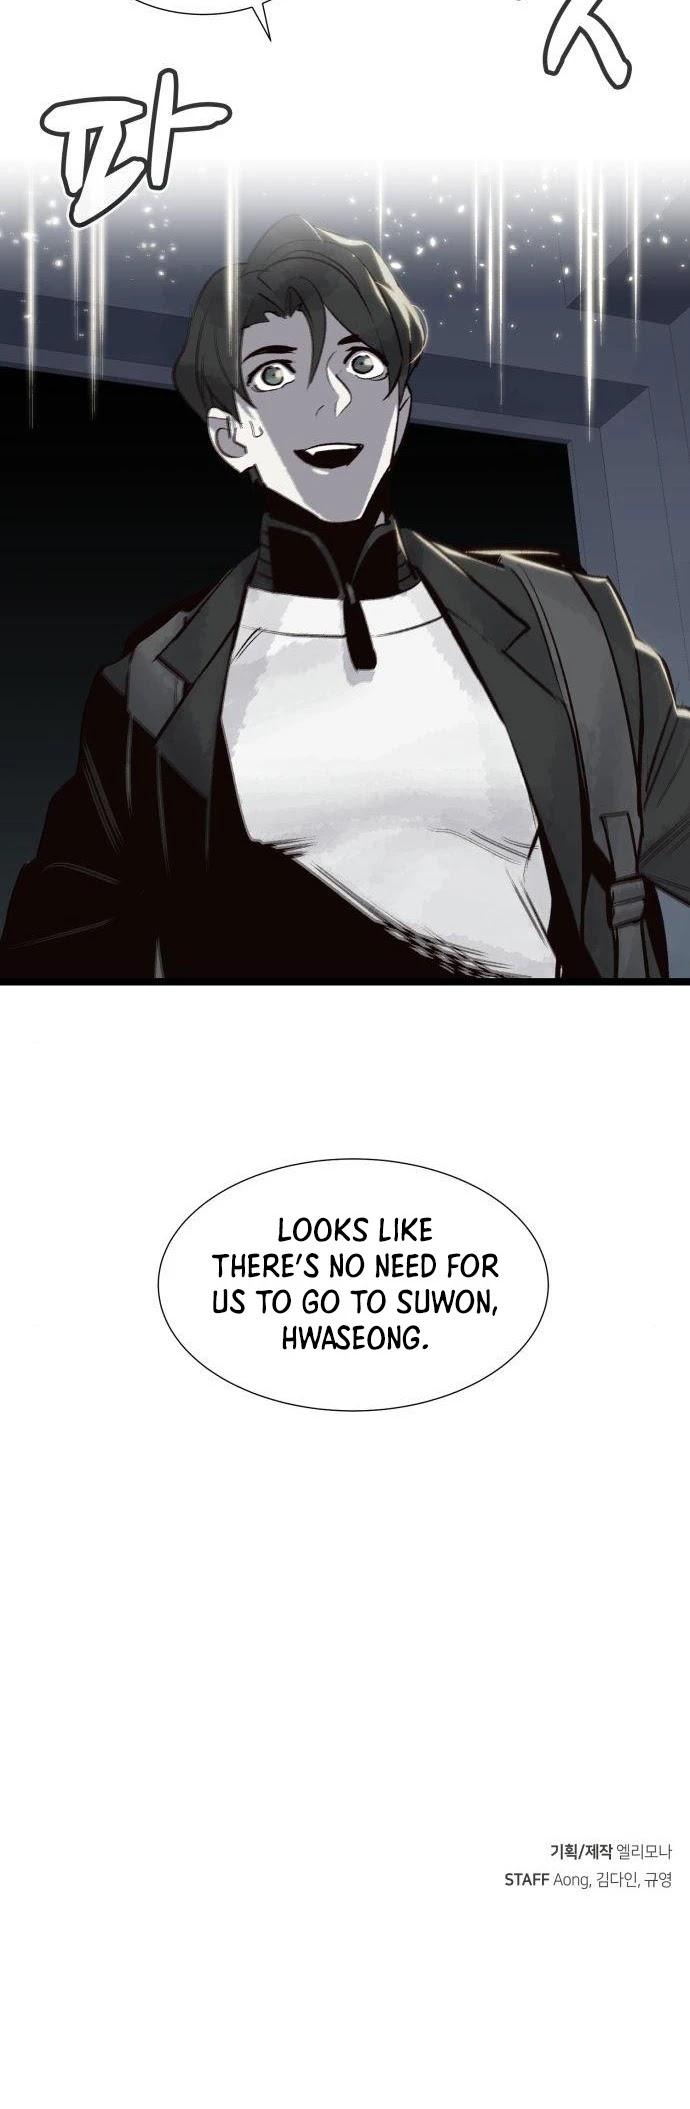 파
LOOKS LIKE
THERE'S NO NEED FOR
US TO GO TO SUWON,
HWASEONG.
기획/제작 엘리모나
STAFF Aong, 김다인, 규영